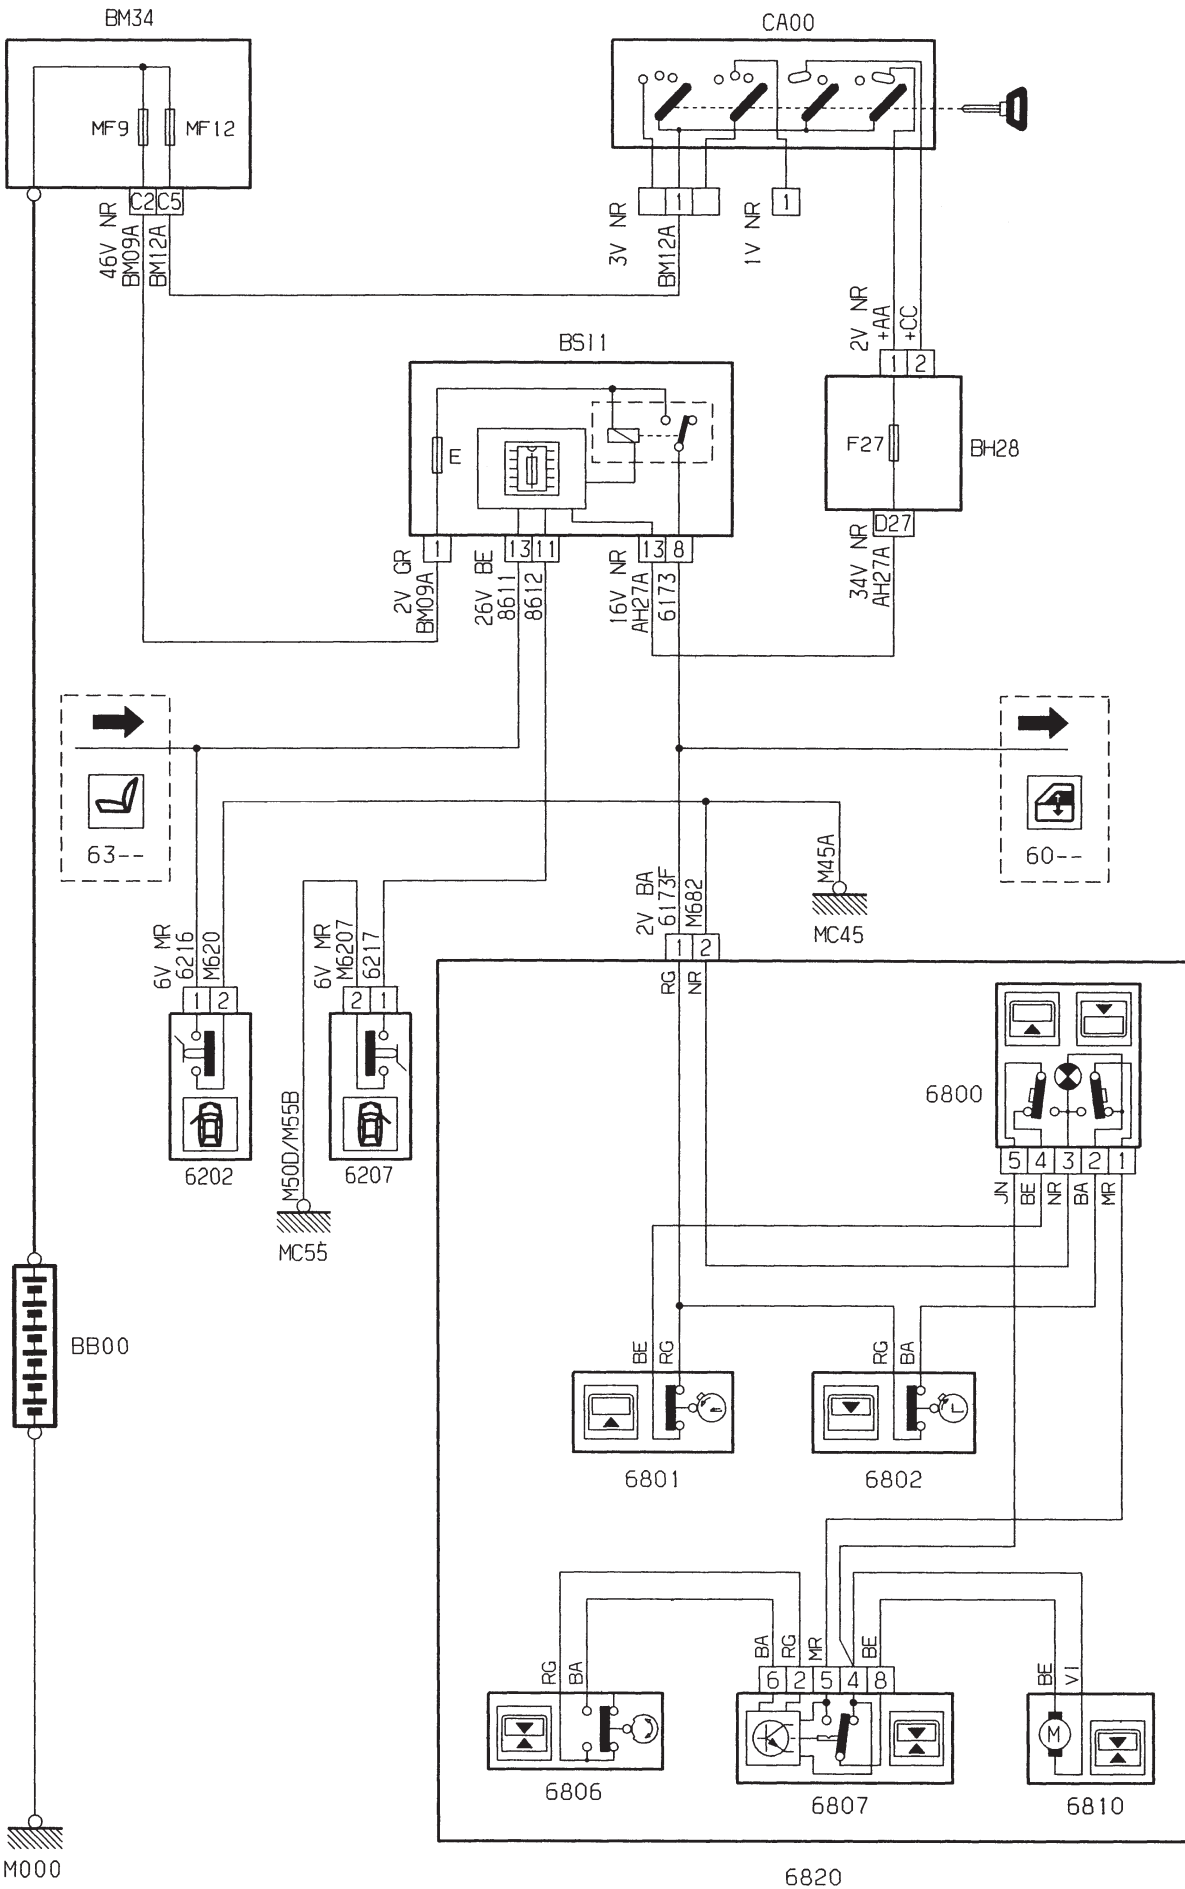 BM34
CA00
MF9
MF12
C2 C5
46V NR
BM09A
BM12A
3V NR
1
BM12A
1V NR
1
2V NR
+AA
+CC
1 2
BSI1
F27
BH28
E
D27
34V NR
AH27A
1
13 11
13 8
2V GR
BM09A
26V BE
8611
8612
16V NR
AH27A
6173
63--
60--
M45A
MC45
2V BA
6173F
M682
1 2
RG
NR
6V MR
6216
M620
1 2
6V MR
M6207
6217
2 1
6202
6207
M50D/M55B
MC55
6800
5 4 3 2 1
JN
BE
NR
BA
MR
BB00
BE
RG
RG
BA
6801
6802
RG
BA
BA
RG
MR
BE
6 2 5 4 8
BE
VI
M
6806
6807
6810
M000
6820